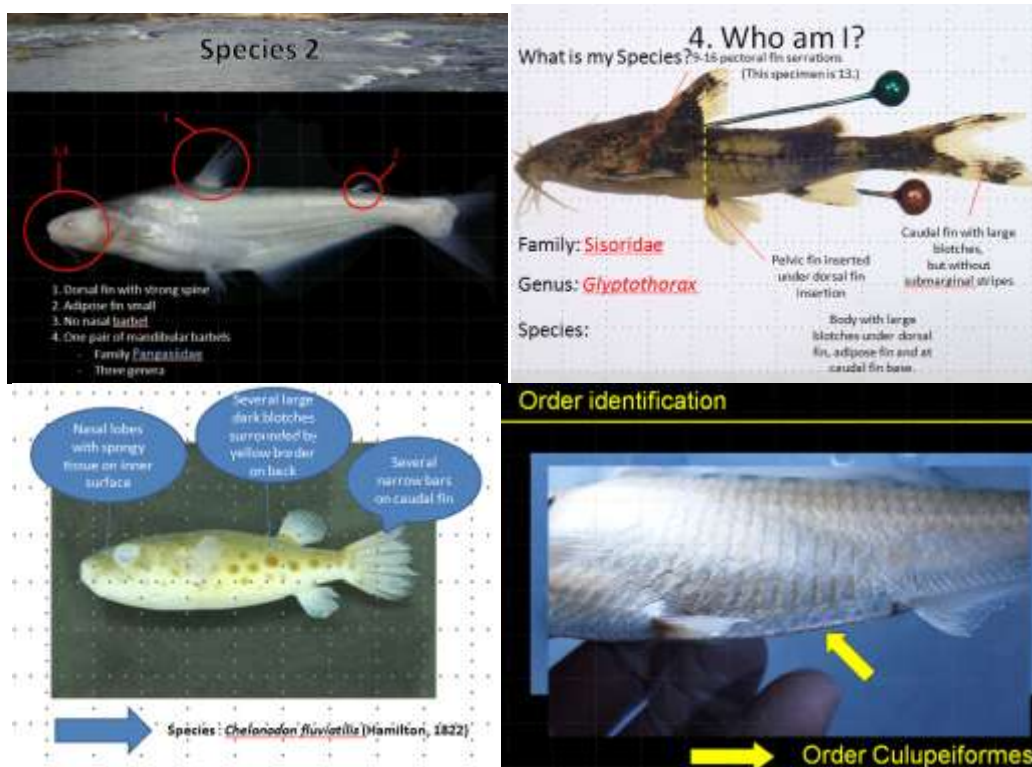 Species 2
1. Dorsal fin with strong spine
2. Adipose fin small
3. No nasal barbel
4. One pair of mandibular barbels
- Family Pangasiidae
- Three genera
4. Who am I?
What is my Species?
9-16 pectoral fin serrations
(This specimen is 13.)
Family: Sisoridae
Genus: Glyptothorax
Species:
Pelvic fin inserted
under dorsal fin
insertion
Caudal fin with large
blotches,
but without
submarginal stripes
Body with large
blotches under dorsal
fin, adipose fin and at
caudal fin base.
Nasal lobes
with spongy
tissue on inner
surface
Several large
dark blotches
surrounded by
yellow border
on back
Several
narrow bars
on caudal fin
Species : Chelonodon fluviatilis (Hamilton, 1822)
Order identification
Order Culupeiformes